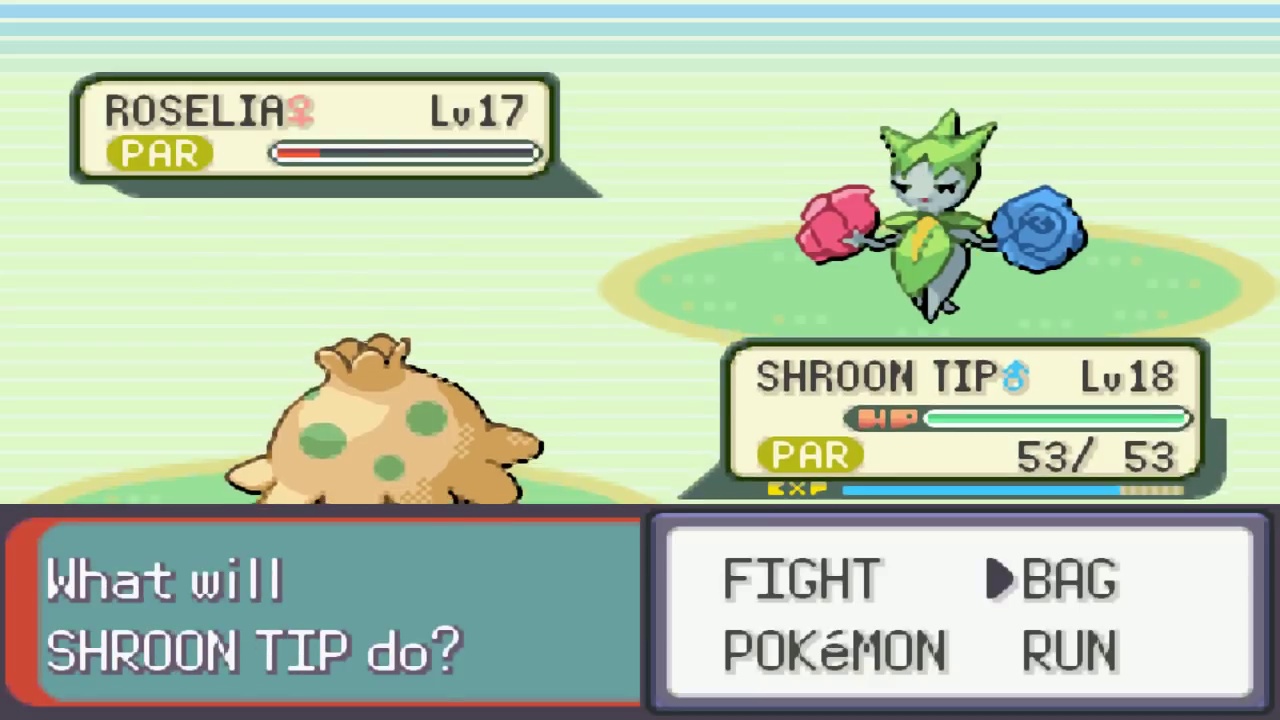 ROSELIA♀ Lv17
PAR
SHROON TIP♂ Lv18
HP
PAR 53/ 53
EXP
What will
SHROON TIP do?
FIGHT BAG
POKéMON RUN